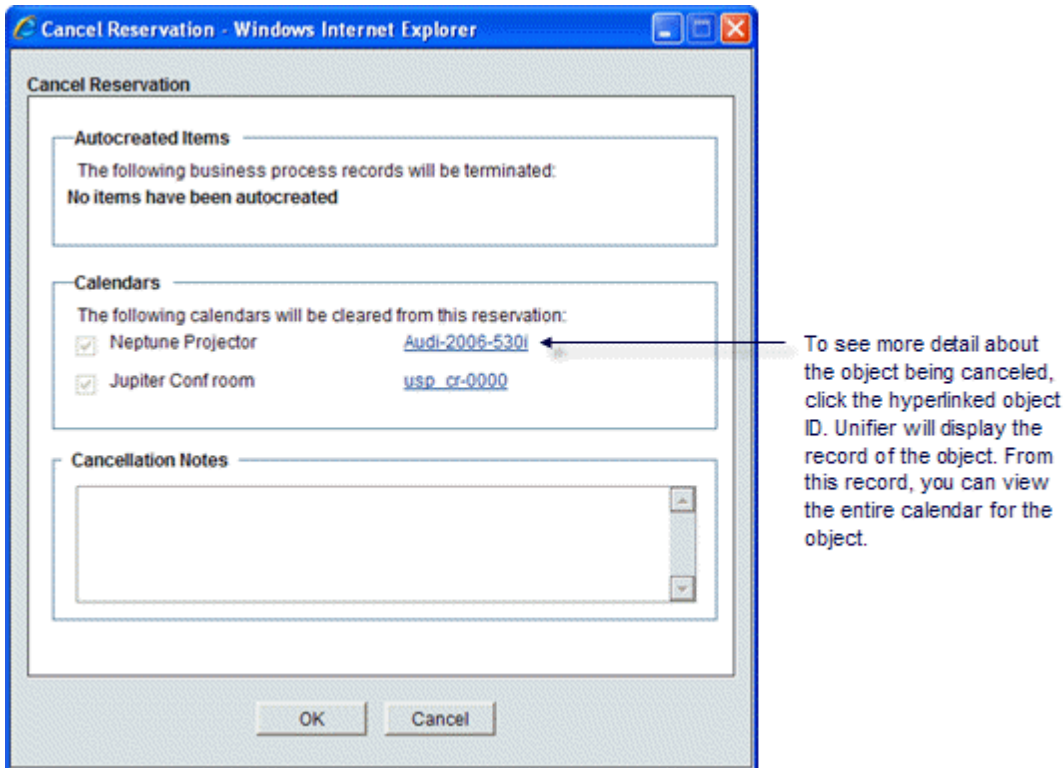 Cancel Reservation - Windows Internet Explorer
Cancel Reservation
Autocreated Items
The following business process records will be terminated:
No items have been autocreated
Calendars
The following calendars will be cleared from this reservation:
Neptune Projector Audi-2006-530i
Jupiter Conf room usp_cr-0000
Cancellation Notes
OK Cancel
To see more detail about
the object being canceled,
click the hyperlinked object
ID. Unifier will display the
record of the object. From
this record, you can view
the entire calendar for the
object.